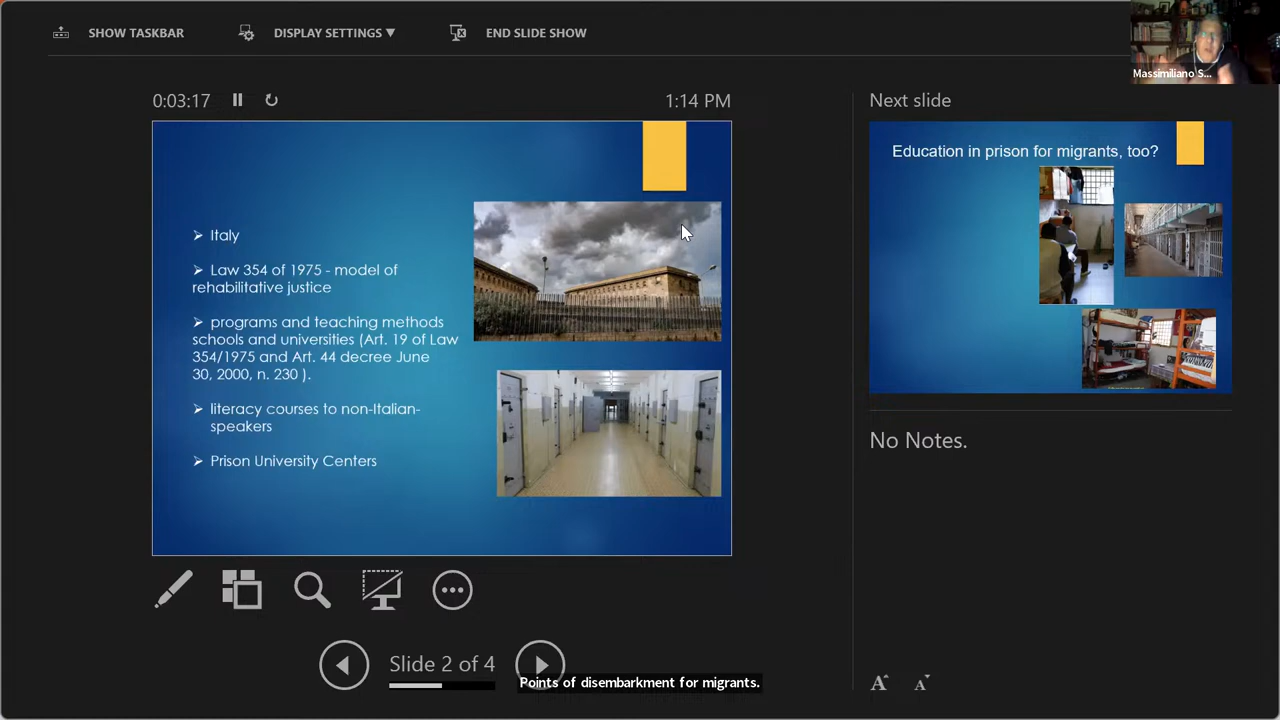 SHOW TASKBAR
DISPLAY SETTINGS ▼
END SLIDE SHOW
Massimiliano S...
0:03:17
1:14 PM
Next slide
Italy
Law 354 of 1975 - model of
rehabilitative justice
programs and teaching methods
schools and universities (Art. 19 of Law
354/1975 and Art. 44 decree June
30, 2000, n. 230 ).
literacy courses to non-Italian-
speakers
Prison University Centers
Education in prison for migrants, too?
No Notes.
Slide 2 of 4
Points of disembarkment for migrants.
A A